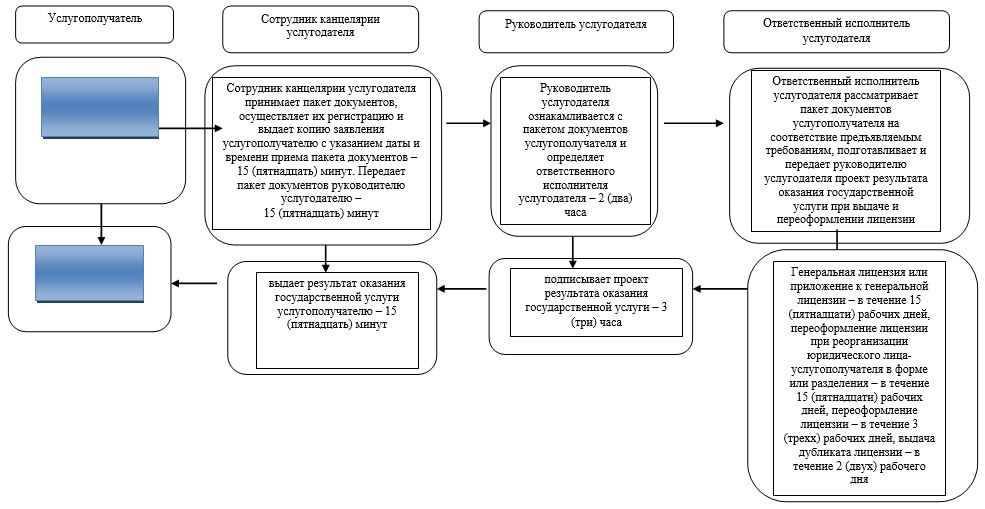 Услугополучатель
Сотрудник канцелярии
услугодателя
Руководитель услугодателя
Ответственный исполнитель
услугодателя
Сотрудник канцелярии услугодателя
принимает пакет документов,
осуществляет их регистрацию и
выдает копию заявления
услугополучателю с указанием даты и
времени приема пакета документов –
15 (пятнадцать) минут. Передает
пакет документов руководителю
услугодателю –
15 (пятнадцать) минут
Руководитель
услугодателя
ознакамливается с
пакетом документов
услугополучателя и
определяет
ответственного
исполнителя
услугодателя – 2 (два)
часа
Ответственный исполнитель
услугодателя рассматривает
пакет документов
услугополучателя на
соответствие предъявляемым
требованиям, подготавливает и
передает руководителю
услугодателя проект результата
оказания государственной
услуги при выдаче и
переоформлении лицензии
выдает результат оказания
государственной услуги
услугополучателю – 15
(пятнадцать) минут
подписывает проект
результата оказания
государственной услуги – 3
(три) часа
Генеральная лицензия или
приложение к генеральной
лицензии – в течение 15
(пятнадцати) рабочих дней,
переоформление лицензии
при реорганизации
юридического лица-
услугополучателя в форме
или разделения – в течение
15 (пятнадцати) рабочих
дней, переоформление
лицензии – в течение 3
(трехх) рабочих дней, выдача
дубликата лицензии – в
течение 2 (двух) рабочего
дня